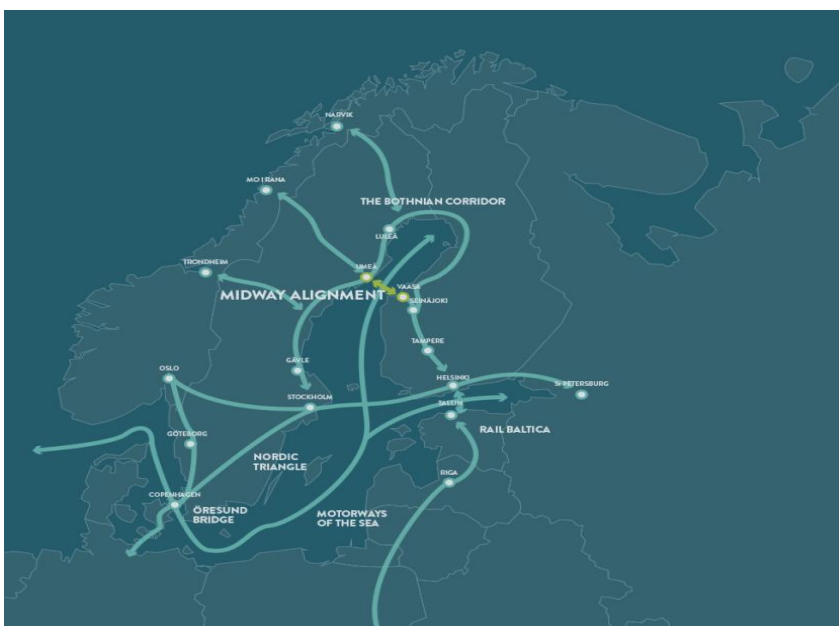 NARVIK
MO I RANA
THE BOTHNIAN CORRIDOR
LULEÅ
TRONDHEIM
UMEÅ
VAASA
MIDWAY ALIGNMENT
SEINÄJOKI
TAMPERE
GÄVLE
OSLO
HELSINKI
ST PETERSBURG
STOCKHOLM
TALLIN
RAIL BALTICA
GÖTEBORG
NORDIC
TRIANGLE
RIGA
COPENHAGEN
ÖRESUND
BRIDGE
MOTORWAYS
OF THE SEA